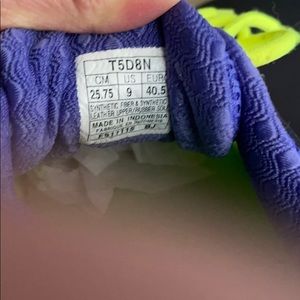 T5D8N
CM US EURO
25.75 9 40.5
SYNTHETIC FIBER & SYNTHETIC
LEATHER UPPER/RUBBER SOLE
MADE IN INDONESIA